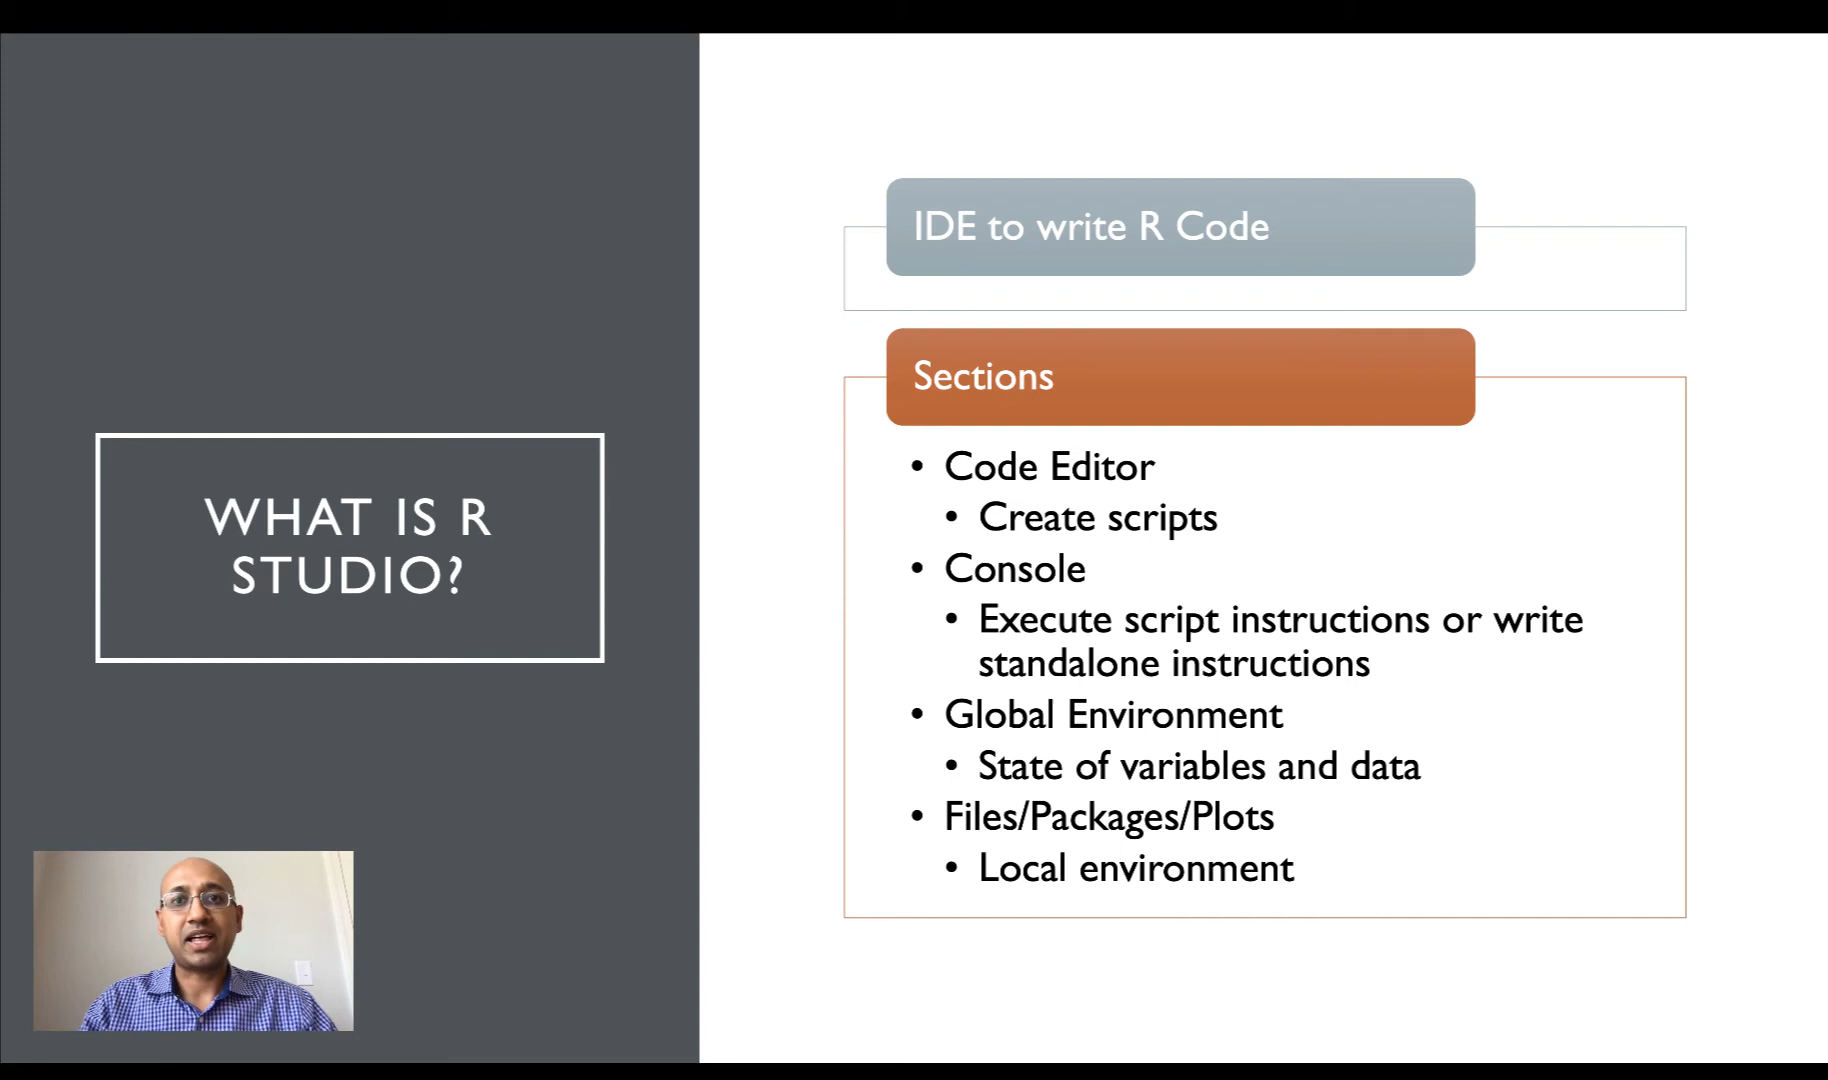 WHAT IS R
STUDIO?
IDE to write R Code
Sections
• Code Editor
• Create scripts
• Console
• Execute script instructions or write
standalone instructions
• Global Environment
• State of variables and data
• Files/Packages/Plots
• Local environment